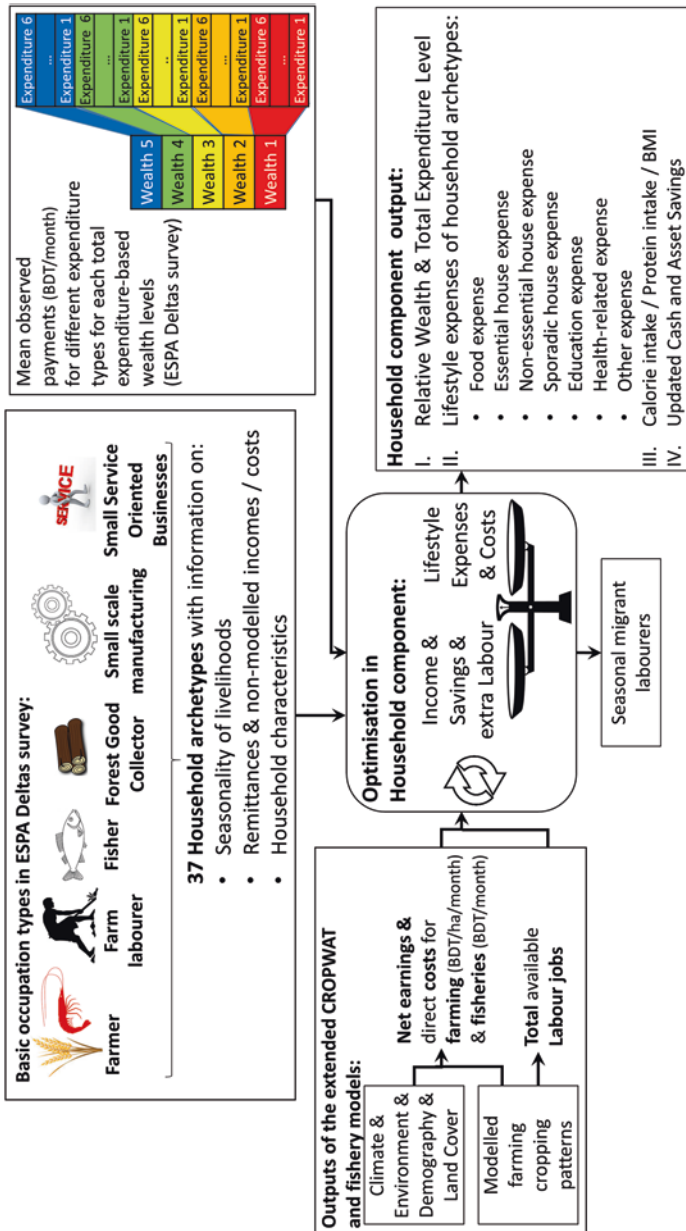 Basic occupation types in ESPA Deltas survey:
Farmer
Farm
labourer
Fisher
Forest Good
Collector
Small scale
manufacturing
SERVICE
Small Service
Oriented
Businesses
37 Household archetypes with information on:
• Seasonality of livelihoods
• Remittances & non-modelled incomes / costs
• Household characteristics
Mean observed
payments (BDT/month)
for different expenditure
types for each total
expenditure-based
wealth levels
(ESPA Deltas survey)
Wealth 5
Wealth 4
Wealth 3
Wealth 2
Wealth 1
Expenditure 6
...
Expenditure 1
Expenditure 6
...
Expenditure 1
Expenditure 6
..
Expenditure 1
Expenditure 6
...
Expenditure 1
Expenditure 6
...
Expenditure 1
Outputs of the extended CROPWAT
and fishery models:
Climate &
Environment &
Demography &
Land Cover
Modelled
farming
cropping
patterns
Net earnings &
direct costs for
farming (BDT/ha/month)
& fisheries (BDT/month)
Total available
Labour jobs
Optimisation in
Household component:
Income &
Savings &
extra Labour
Lifestyle
Expenses
& Costs
Seasonal migrant
labourers
Household component output:
I. Relative Wealth & Total Expenditure Level
II. Lifestyle expenses of household archetypes:
• Food expense
• Essential house expense
• Non-essential house expense
• Sporadic house expense
• Education expense
• Health-related expense
• Other expense
III. Calorie intake / Protein intake / BMI
IV. Updated Cash and Asset Savings